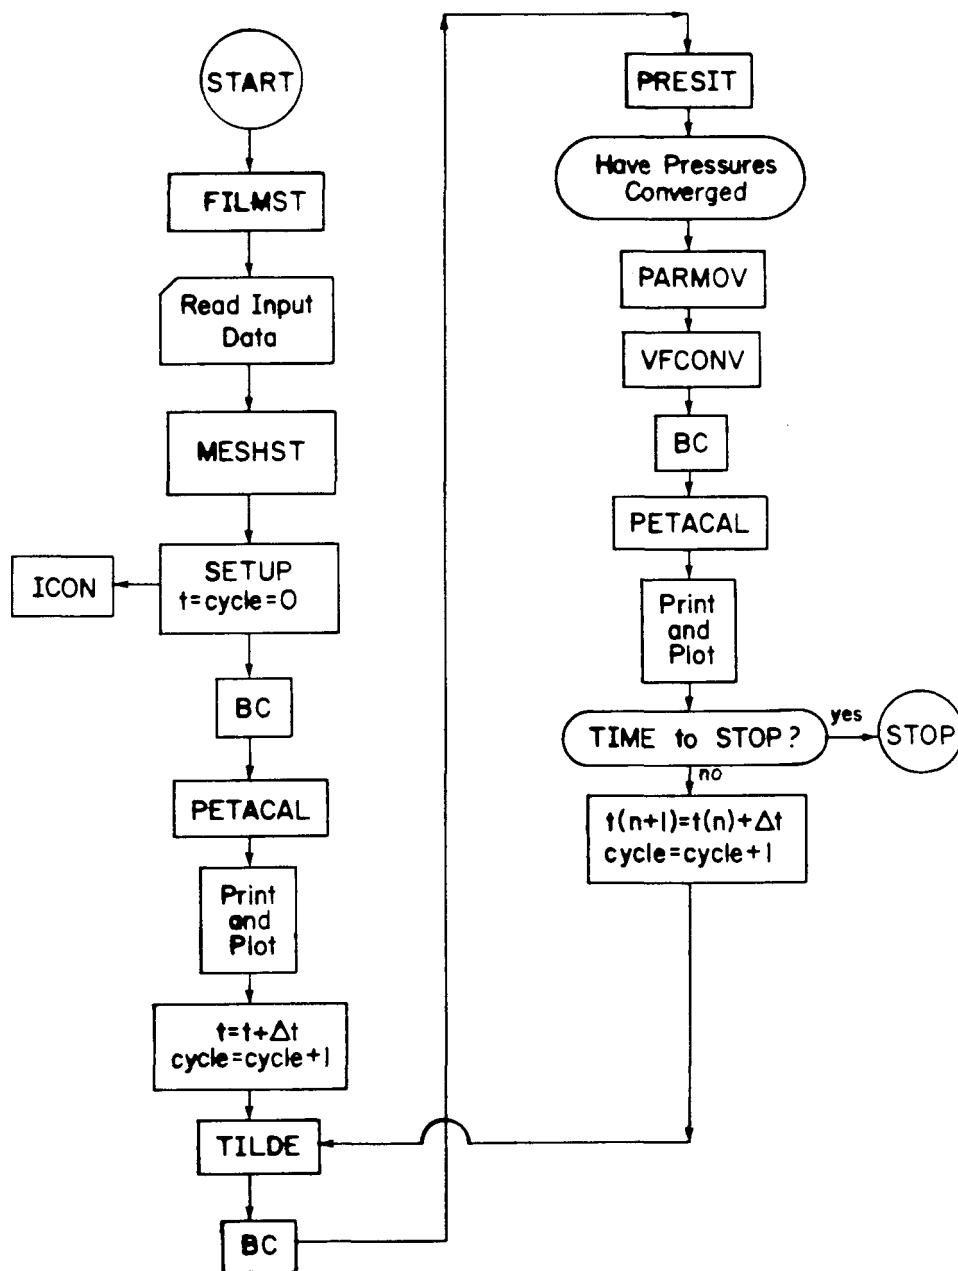 START
FILMST
Read Input
Data
MESHST
SETUP
t=cycle=0
ICON
BC
PETACAL
Print
and
Plot
t=t+Δt
cycle=cycle+1
TILDE
BC
PRESIT
Have Pressures
Converged
PARMOV
VFCONV
BC
PETACAL
Print
and
Plot
TIME to STOP?
yes
STOP
no
t(n+1)=t(n)+Δt
cycle=cycle+1